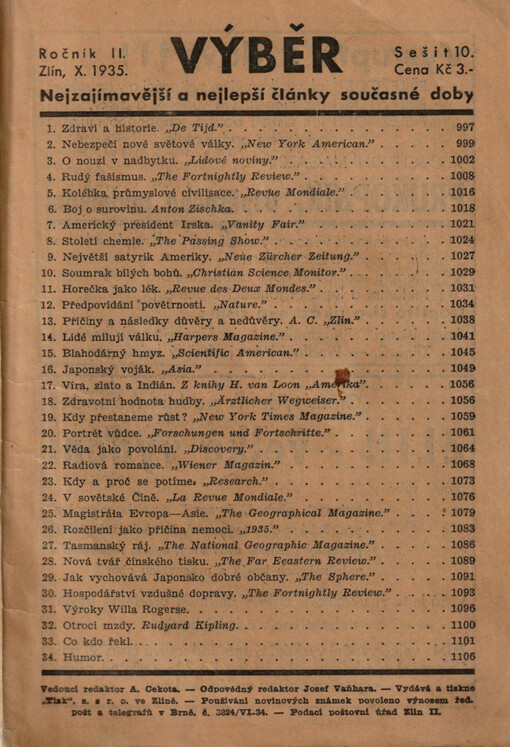 Ročník II. VÝBĚR Sešit 10.
Zlín, X. 1935. Cena Kč 3.-
Nejzajímavější a nejlepší články současné doby
1. Zdraví a historie. „De Tijd.” 997
2. Nebezpečí nové světové války. „New York American.” 999
3. O nouzi v nadbytku. „Lidové noviny.” 1002
4. Rudý fašismus. „The Fortnightly Review.” 1008
5. Kolébka průmyslové civilisace. „Revue Mondiale.” 1016
6. Boj o surovinu. Anton Zischka. 1018
7. Americký president Irska. „Vanity Fair.” 1021
8. Století chemie. „The Passing Show.” 1024
9. Největší satyrik Ameriky. „Neue Zürcher Zeitung.” 1027
10. Soumrak bílých bohů. „Christian Science Monitor.” 1029
11. Horečka jako lék. „Revue des Deux Mondes.” 1031
12. Předpovídání povětrnosti. „Nature.” 1034
13. Příčiny a následky důvěry a nedůvěry. A. C. „Zlín.” 1038
14. Lidé milují válku. „Harpers Magazine.” 1041
15. Blahodárný hmyz. „Scientific American.” 1045
16. Japonský voják. „Asia.” 1049
17. Víra, zlato a Indián. Z knihy H. van Loon „Amerika”. 1056
18. Zdravotní hodnota hudby. „Ärztlicher Wegweiser.” 1056
19. Kdy přestaneme růst? „New York Times Magazine.” 1059
20. Portrét vůdce. „Forschungen und Fortschritte.” 1061
21. Věda jako povolání. „Discovery.” 1064
22. Radiová romance. „Wiener Magazin.” 1068
23. Kdy a proč se potíme. „Research.” 1073
24. V sovětské Číně. „La Revue Mondiale.” 1076
25. Magistrála Evropa—Asie. „The Geographical Magazine.” 1079
26. Rozčilení jako příčina nemoci. „1935.” 1083
27. Tasmanský ráj. „The National Geographic Magazine.” 1086
28. Nová tvář čínského tisku. „The Far Eestern Review.” 1089
29. Jak vychovává Japonsko dobré občany. „The Sphere.” 1091
30. Hospodářství vzdušné dopravy. „The Fortnightly Review.” 1093
31. Výroky Willa Rogerse. 1096
32. Otroci mzdy. Rudyard Kipling. 1100
33. Co kdo řekl. 1101
34. Humor. 1106
Vedoucí redaktor A. Cekota. — Odpovědný redaktor Josef Vaňhara. — Vydává a tiskne
„Tisk”, s. s r. o. ve Zlíně. — Používání novinových známek povoleno výnosem řed.
pošt a telegrafů v Brně, č. 3824/VI-34. — Podací poštovní úřad Zlín II.